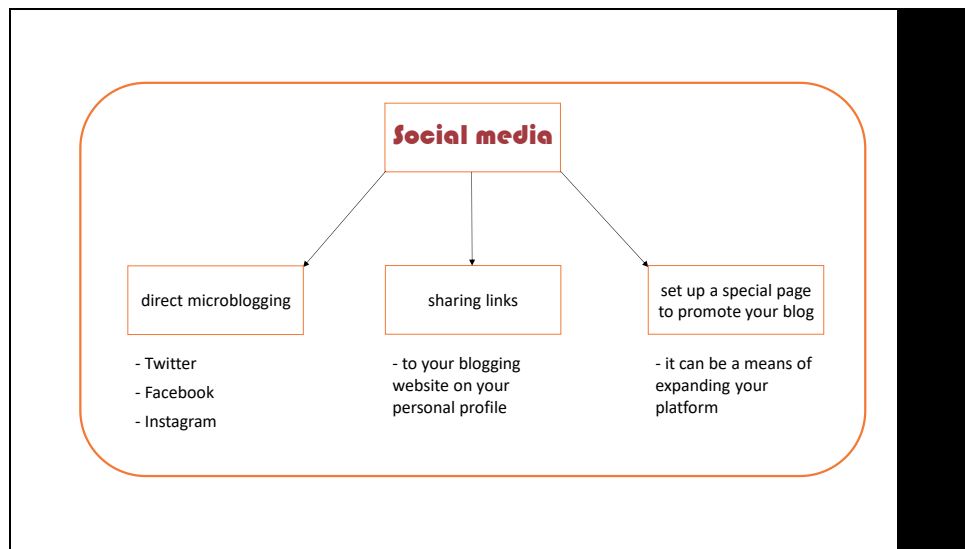 Social media
direct microblogging
- Twitter
- Facebook
- Instagram
sharing links
- to your blogging
website on your
personal profile
set up a special page
to promote your blog
- it can be a means of
expanding your
platform